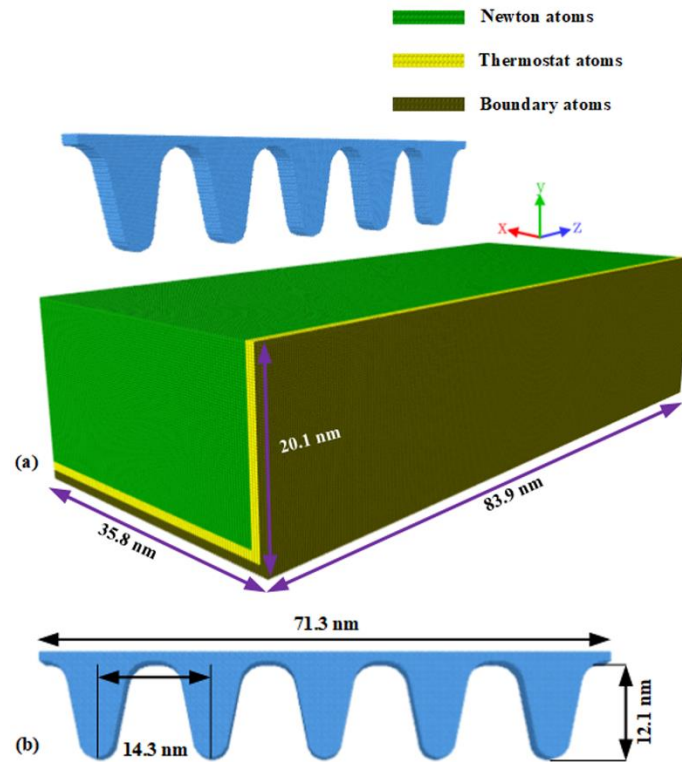 Newton atoms
Thermostat atoms
Boundary atoms
y
X
Z
20.1 nm
(a)
35.8 nm
83.9 nm
71.3 nm
14.3 nm
12.1 nm
(b)